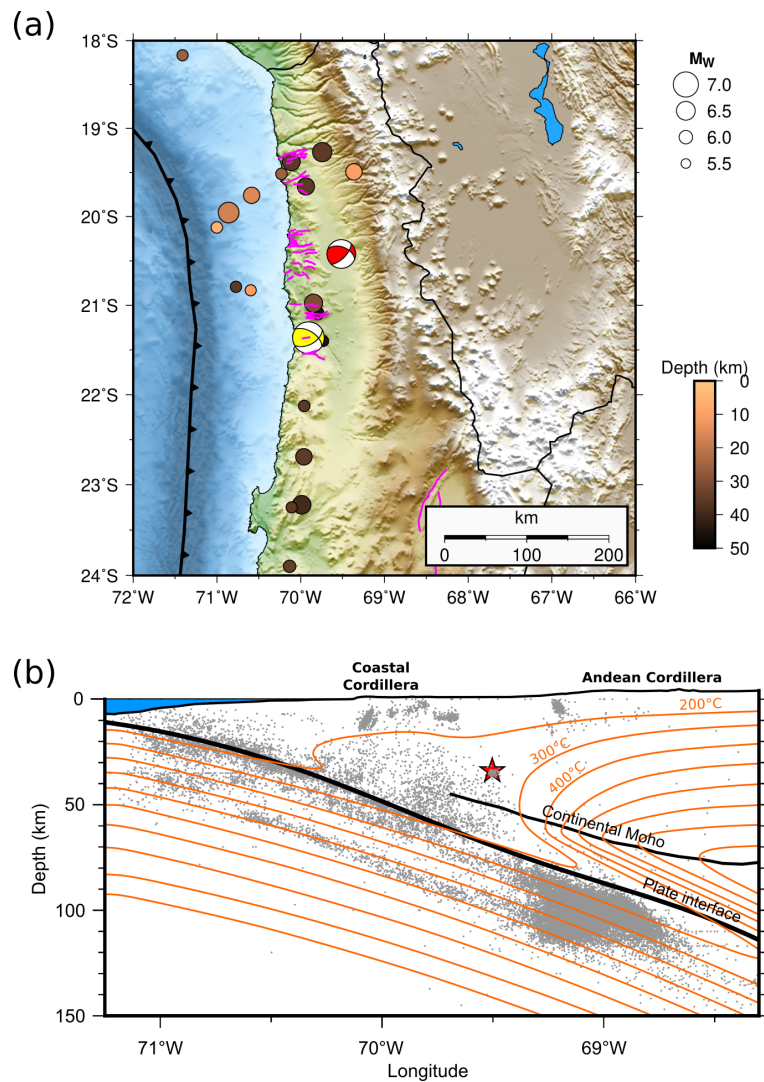 (a)
18˚S
19˚S
20˚S
21˚S
22˚S
23˚S
24˚S
72˚W 71˚W 70˚W 69˚W 68˚W 67˚W 66˚W
km
0 100 200
Mw
7.0
6.5
6.0
5.5
Depth (km)
0
10
20
30
40
50
(b)
Coastal
Cordillera
Andean Cordillera
0
50
100
150
Depth (km)
200°C
300°C
400°C
Continental Moho
Plate interface
71˚W 70˚W 69˚W
Longitude